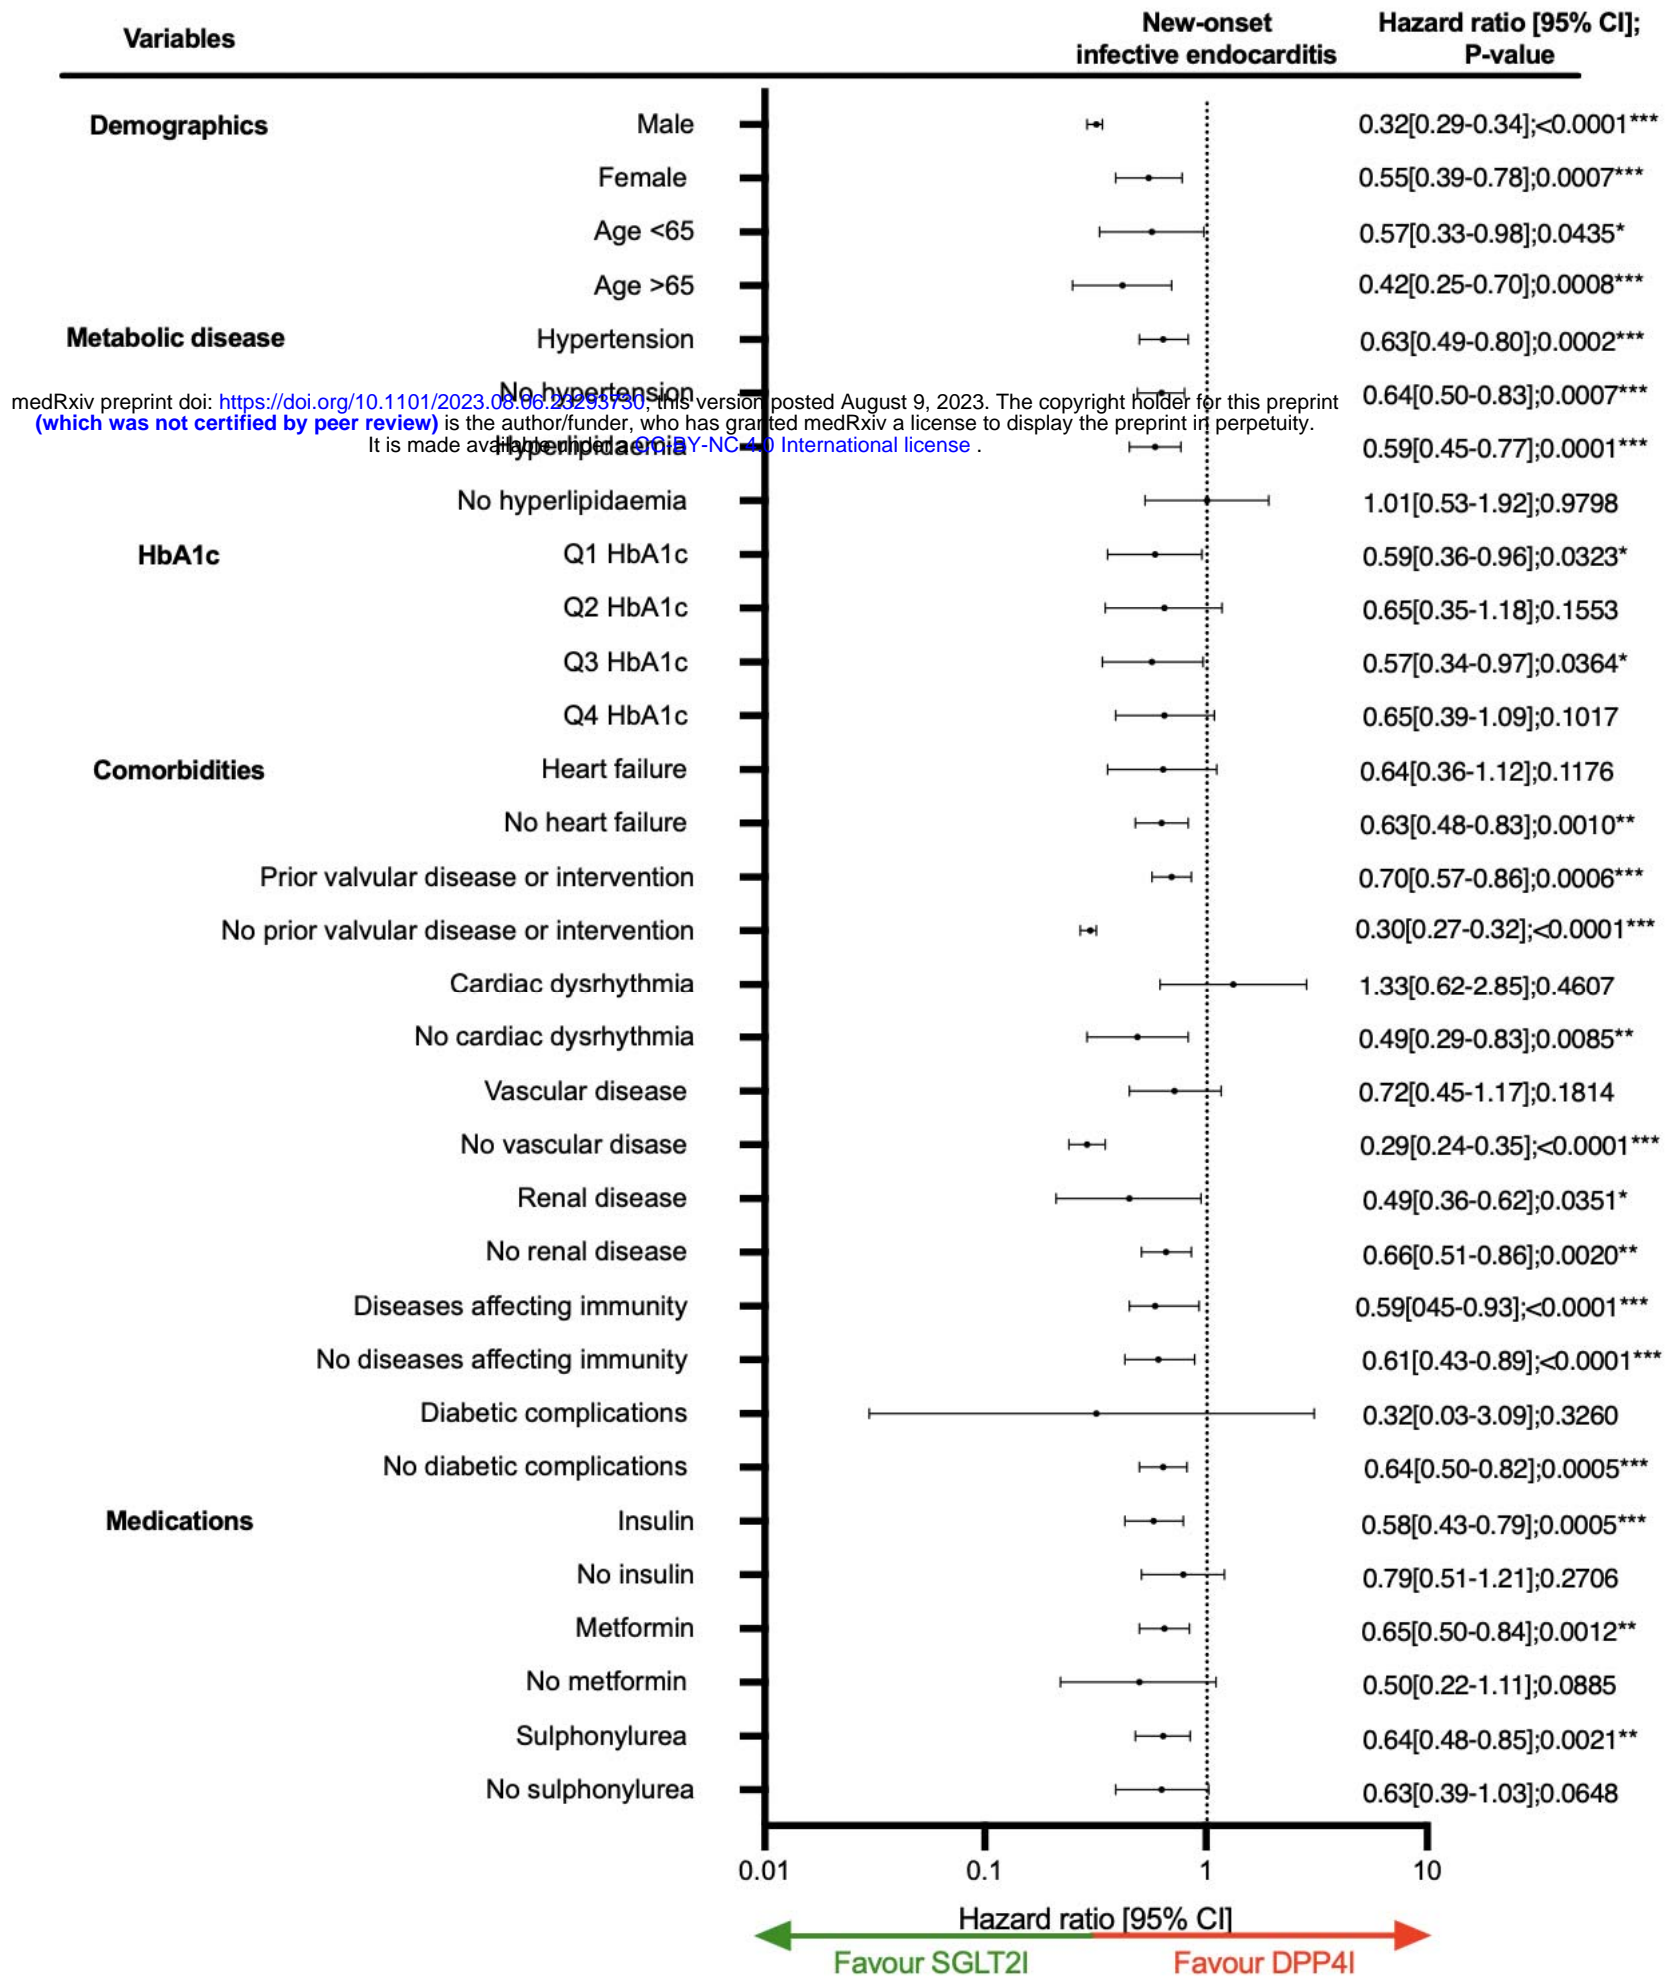 Variables
New-onset
infective endocarditis
Hazard ratio [95% CI];
P-value
Demographics Male 0.32[0.29-0.34];<0.0001***
Female 0.55[0.39-0.78];0.0007***
Age <65 0.57[0.33-0.98];0.0435*
Age >65 0.42[0.25-0.70];0.0008***
Metabolic disease Hypertension 0.63[0.49-0.80];0.0002***
No hypertension 0.64[0.50-0.83];0.0007***
medRxiv preprint doi: https://doi.org/10.1101/2023.08.06.23293730; this version posted August 9, 2023. The copyright holder for this preprint
(which was not certified by peer review) is the author/funder, who has granted medRxiv a license to display the preprint in perpetuity.
It is made available under a CC-BY-NC 4.0 International license .
Hyperlipidaemia 0.59[0.45-0.77];0.0001***
No hyperlipidaemia 1.01[0.53-1.92];0.9798
HbA1c Q1 HbA1c 0.59[0.36-0.96];0.0323*
Q2 HbA1c 0.65[0.35-1.18];0.1553
Q3 HbA1c 0.57[0.34-0.97];0.0364*
Q4 HbA1c 0.65[0.39-1.09];0.1017
Comorbidities Heart failure 0.64[0.36-1.12];0.1176
No heart failure 0.63[0.48-0.83];0.0010**
Prior valvular disease or intervention 0.70[0.57-0.86];0.0006***
No prior valvular disease or intervention 0.30[0.27-0.32];<0.0001***
Cardiac dysrhythmia 1.33[0.62-2.85];0.4607
No cardiac dysrhythmia 0.49[0.29-0.83];0.0085**
Vascular disease 0.72[0.45-1.17];0.1814
No vascular disase 0.29[0.24-0.35];<0.0001***
Renal disease 0.49[0.36-0.62];0.0351*
No renal disease 0.66[0.51-0.86];0.0020**
Diseases affecting immunity 0.59[045-0.93];<0.0001***
No diseases affecting immunity 0.61[0.43-0.89];<0.0001***
Diabetic complications 0.32[0.03-3.09];0.3260
No diabetic complications 0.64[0.50-0.82];0.0005***
Medications Insulin 0.58[0.43-0.79];0.0005***
No insulin 0.79[0.51-1.21];0.2706
Metformin 0.65[0.50-0.84];0.0012**
No metformin 0.50[0.22-1.11];0.0885
Sulphonylurea 0.64[0.48-0.85];0.0021**
No sulphonylurea 0.63[0.39-1.03];0.0648
0.01 0.1 1 10
Hazard ratio [95% CI]
Favour SGLT2I Favour DPP4I